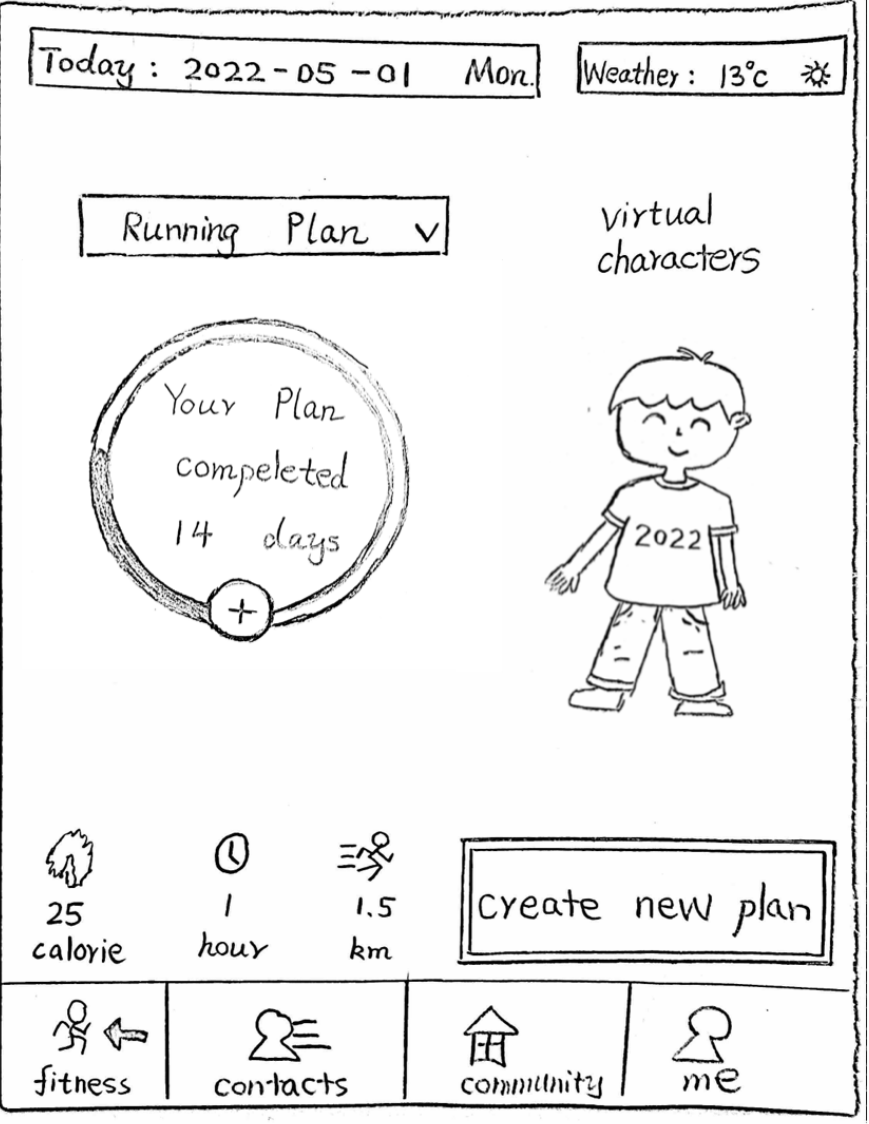 Today : 2022-05-01 Mon.
Weather : 13°c
Running Plan
virtual
characters
Your Plan
compeleted
14 days
+
2022
25
calorie
1
hour
1.5
km
create new plan
fitness
contacts
community
me